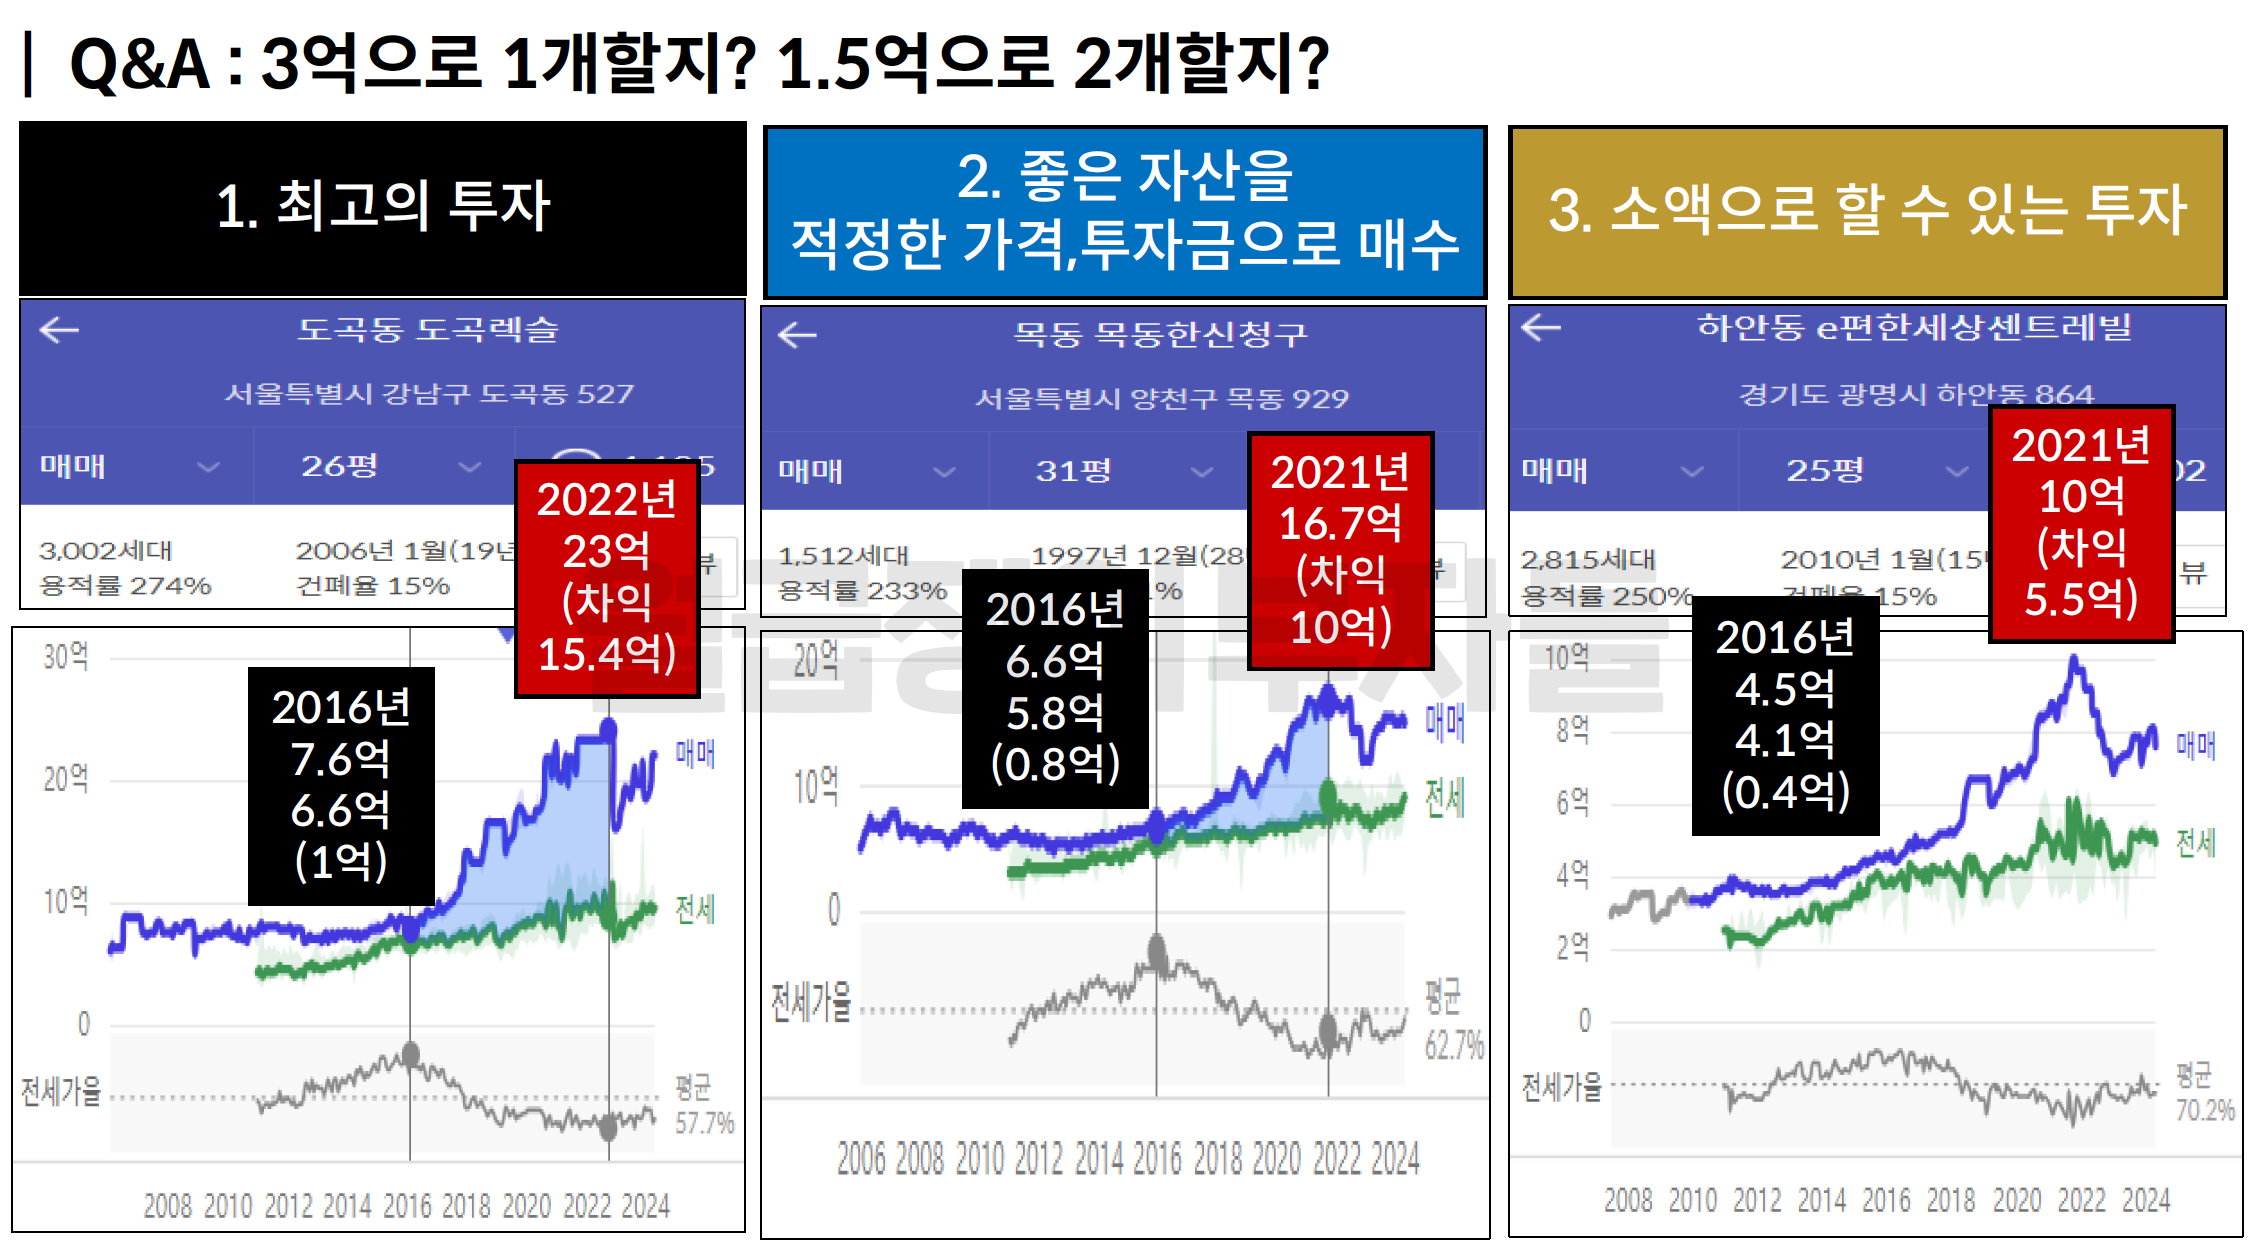 | Q&A : 3억으로 1개할지? 1.5억으로 2개할지?
1. 최고의 투자
도곡동 도곡렉슬
서울특별시 강남구 도곡동 527
매매
26평
3,002세대
2006년 1월(19년
용적률 274%
건폐율 15%
2022년
23억
(차익
15.4억)
2016년
7.6억
6.6억
(1억)
30억
20억
10억
0
매매
전세
전세가율
평균
57.7%
2008 2010 2012 2014 2016 2018 2020 2022 2024
2. 좋은 자산을
적정한 가격,투자금으로 매수
목동 목동한신청구
서울특별시 양천구 목동 929
매매
31평
1,512세대
1997년 12월(28
용적률 233%
2021년
16.7억
(차익
10억)
2016년
6.6억
5.8억
(0.8억)
20억
10억
0
매매
전세
전세가율
평균
62.7%
2006 2008 2010 2012 2014 2016 2018 2020 2022 2024
3. 소액으로 할 수 있는 투자
하안동 e편한세상센트레빌
경기도 광명시 하안동 864
매매
25평
02
2,815세대
2010년 1월(15
뷰
용적률 250%
건폐율 15%
2021년
10억
(차익
5.5억)
2016년
4.5억
4.1억
(0.4억)
10억
8억
6억
4억
2억
0
매매
전세
전세가율
평균
70.2%
2008 2010 2012 2014 2016 2018 2020 2022 2024
월급쟁이부자들